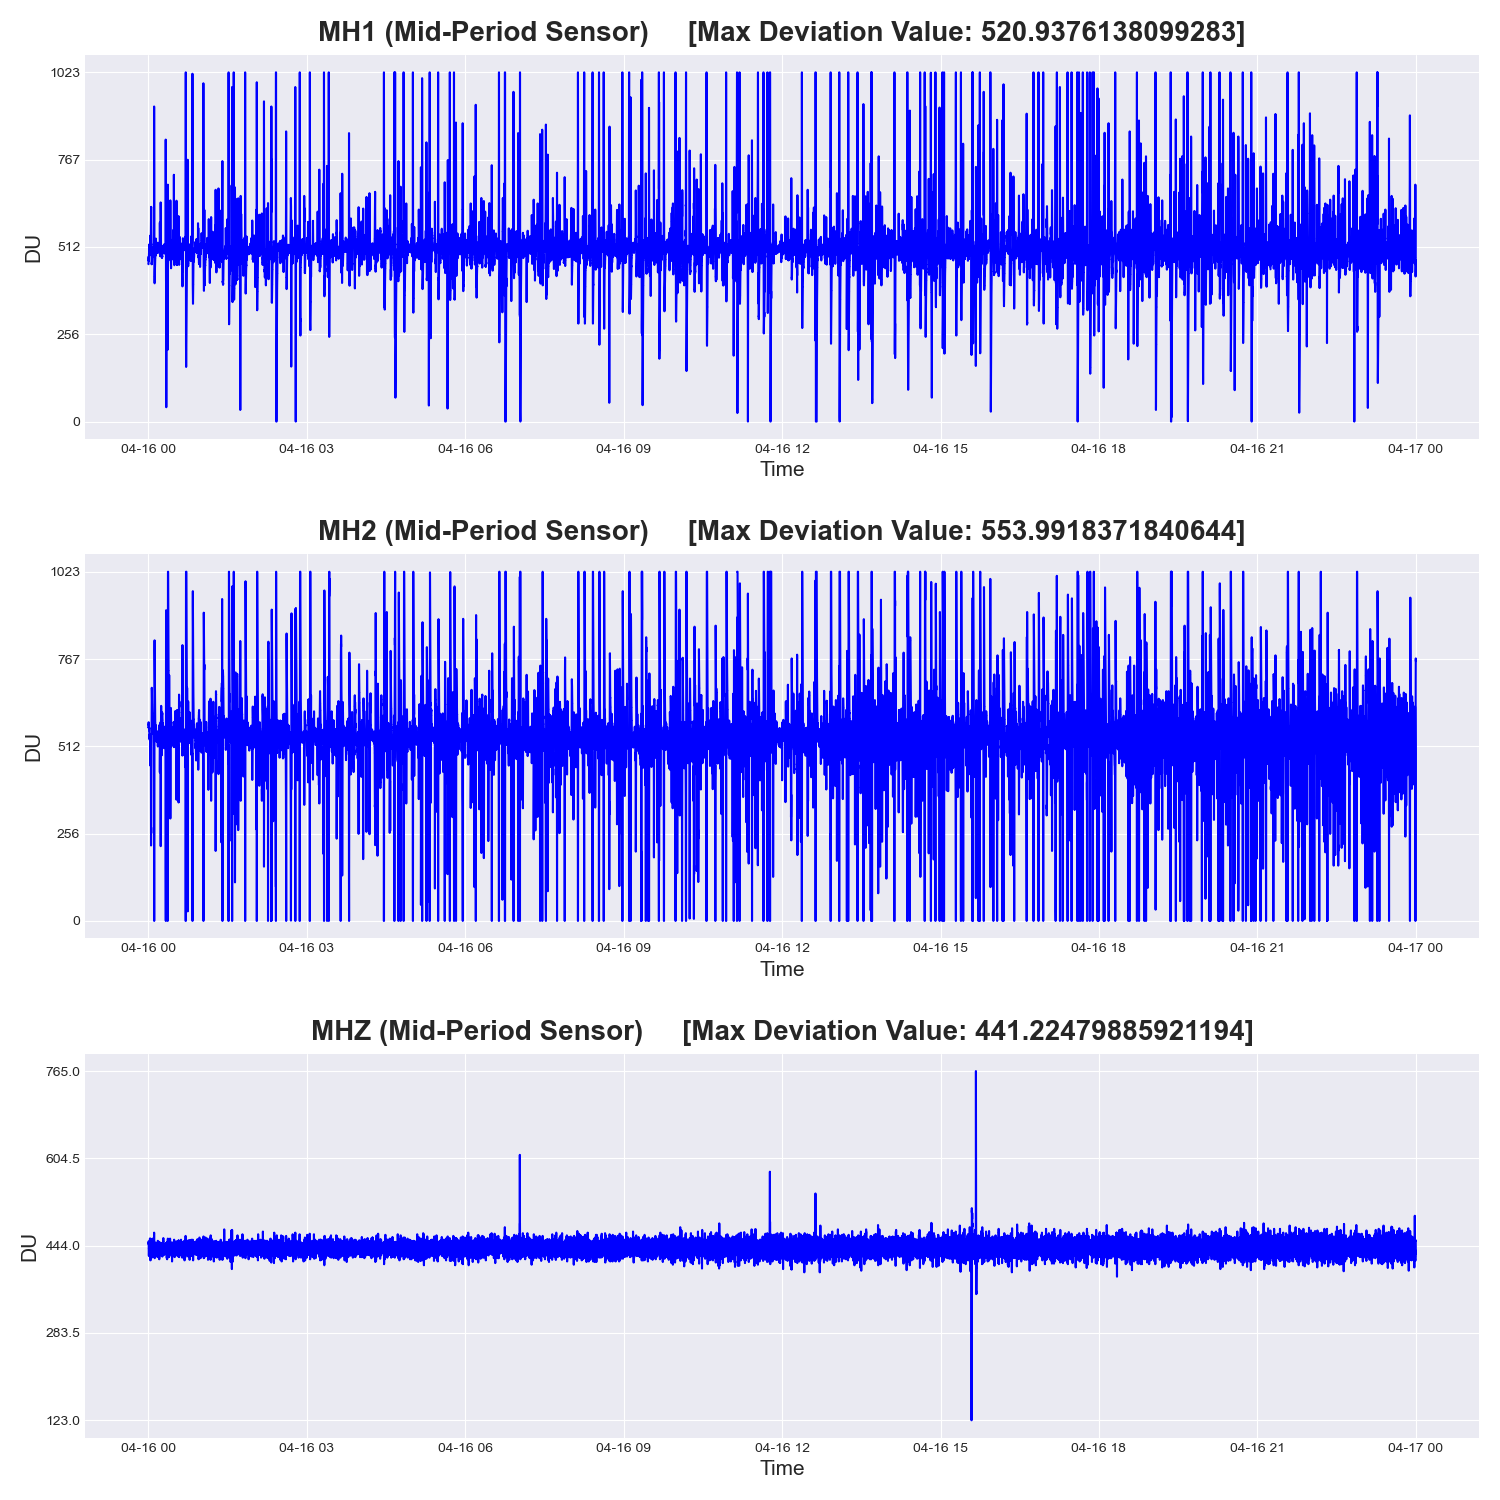 MH1 (Mid-Period Sensor) [Max Deviation Value: 520.9376138099283]
1023
767
512
256
0
DU
04-16 00 04-16 03 04-16 06 04-16 09 04-16 12 04-16 15 04-16 18 04-16 21 04-17 00
Time
MH2 (Mid-Period Sensor) [Max Deviation Value: 553.9918371840644]
1023
767
512
256
0
DU
04-16 00 04-16 03 04-16 06 04-16 09 04-16 12 04-16 15 04-16 18 04-16 21 04-17 00
Time
MHZ (Mid-Period Sensor) [Max Deviation Value: 441.22479885921194]
765.0
604.5
444.0
283.5
123.0
DU
04-16 00 04-16 03 04-16 06 04-16 09 04-16 12 04-16 15 04-16 18 04-16 21 04-17 00
Time